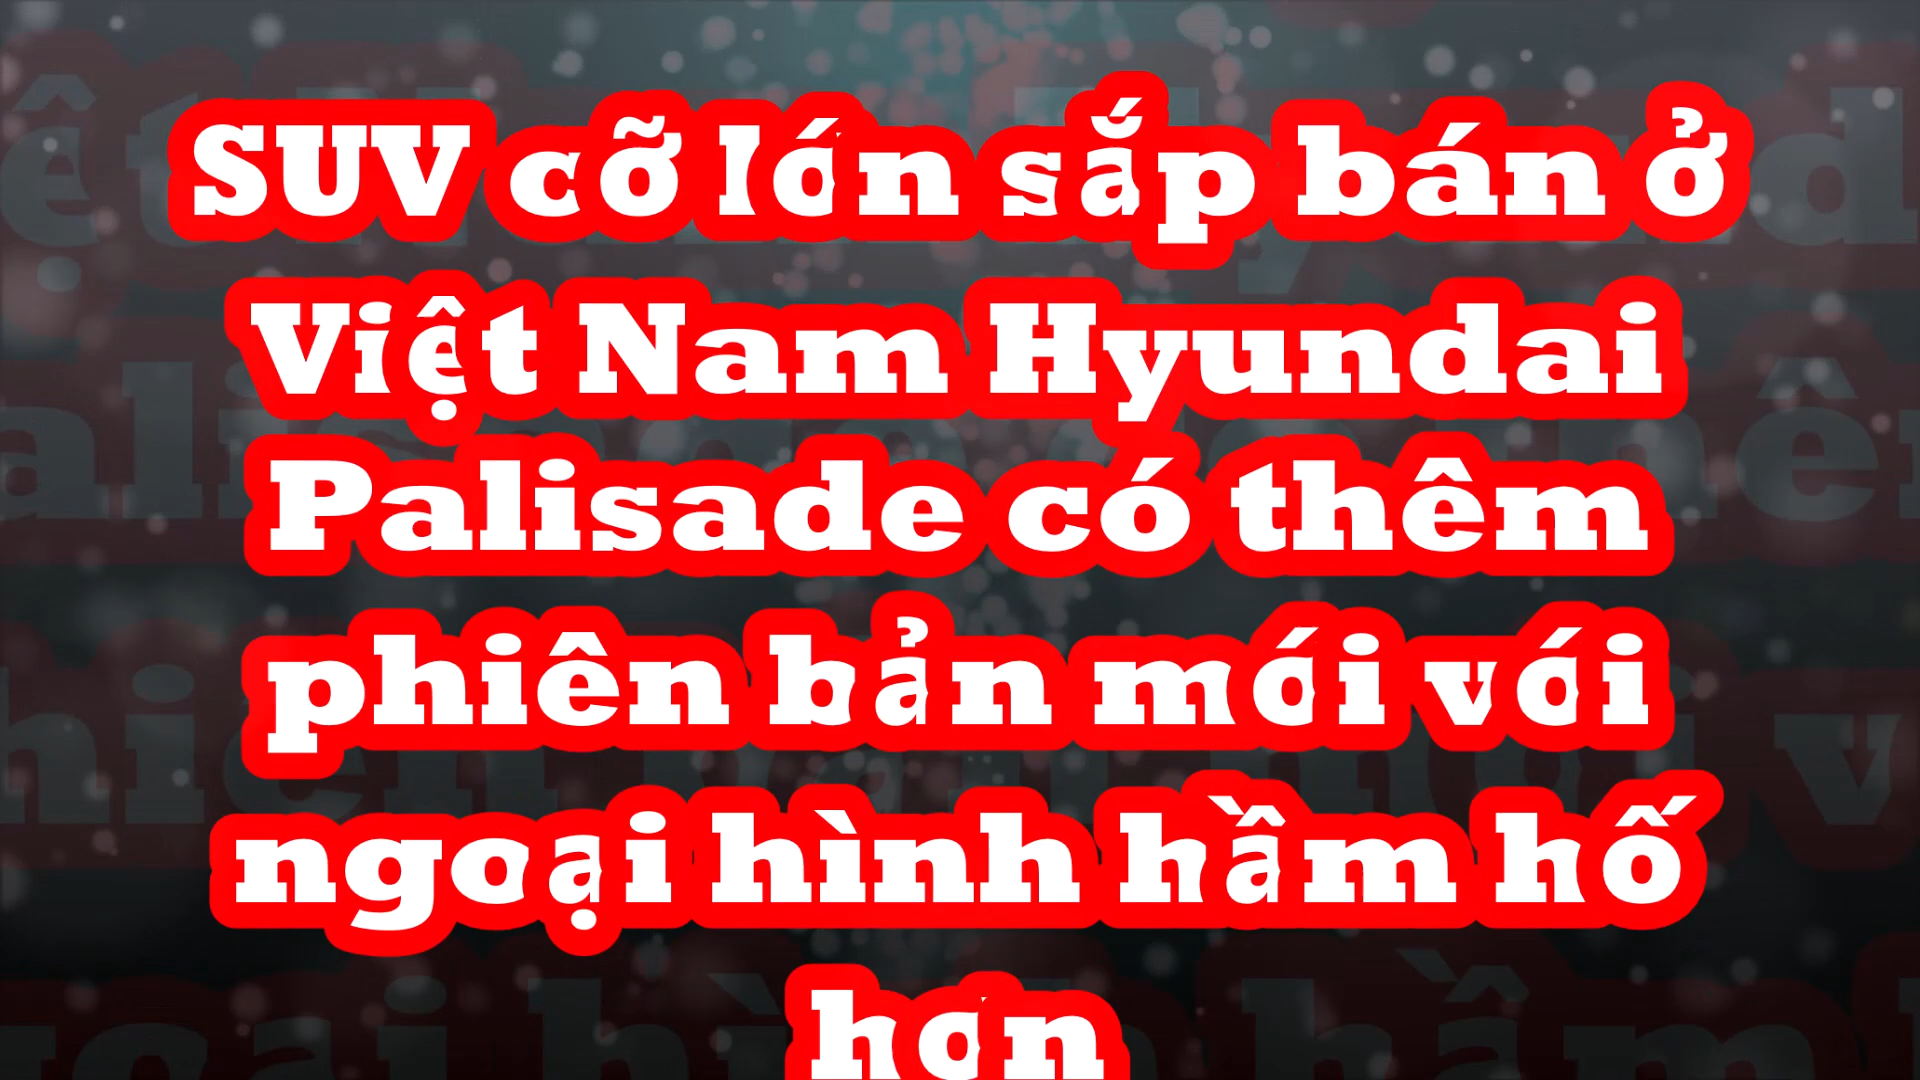 SUV cỡ lớn sắp bán ở
Việt Nam Hyundai
Palisade có thêm
phiên bản mới với
ngoại hình hầm hố
hơn